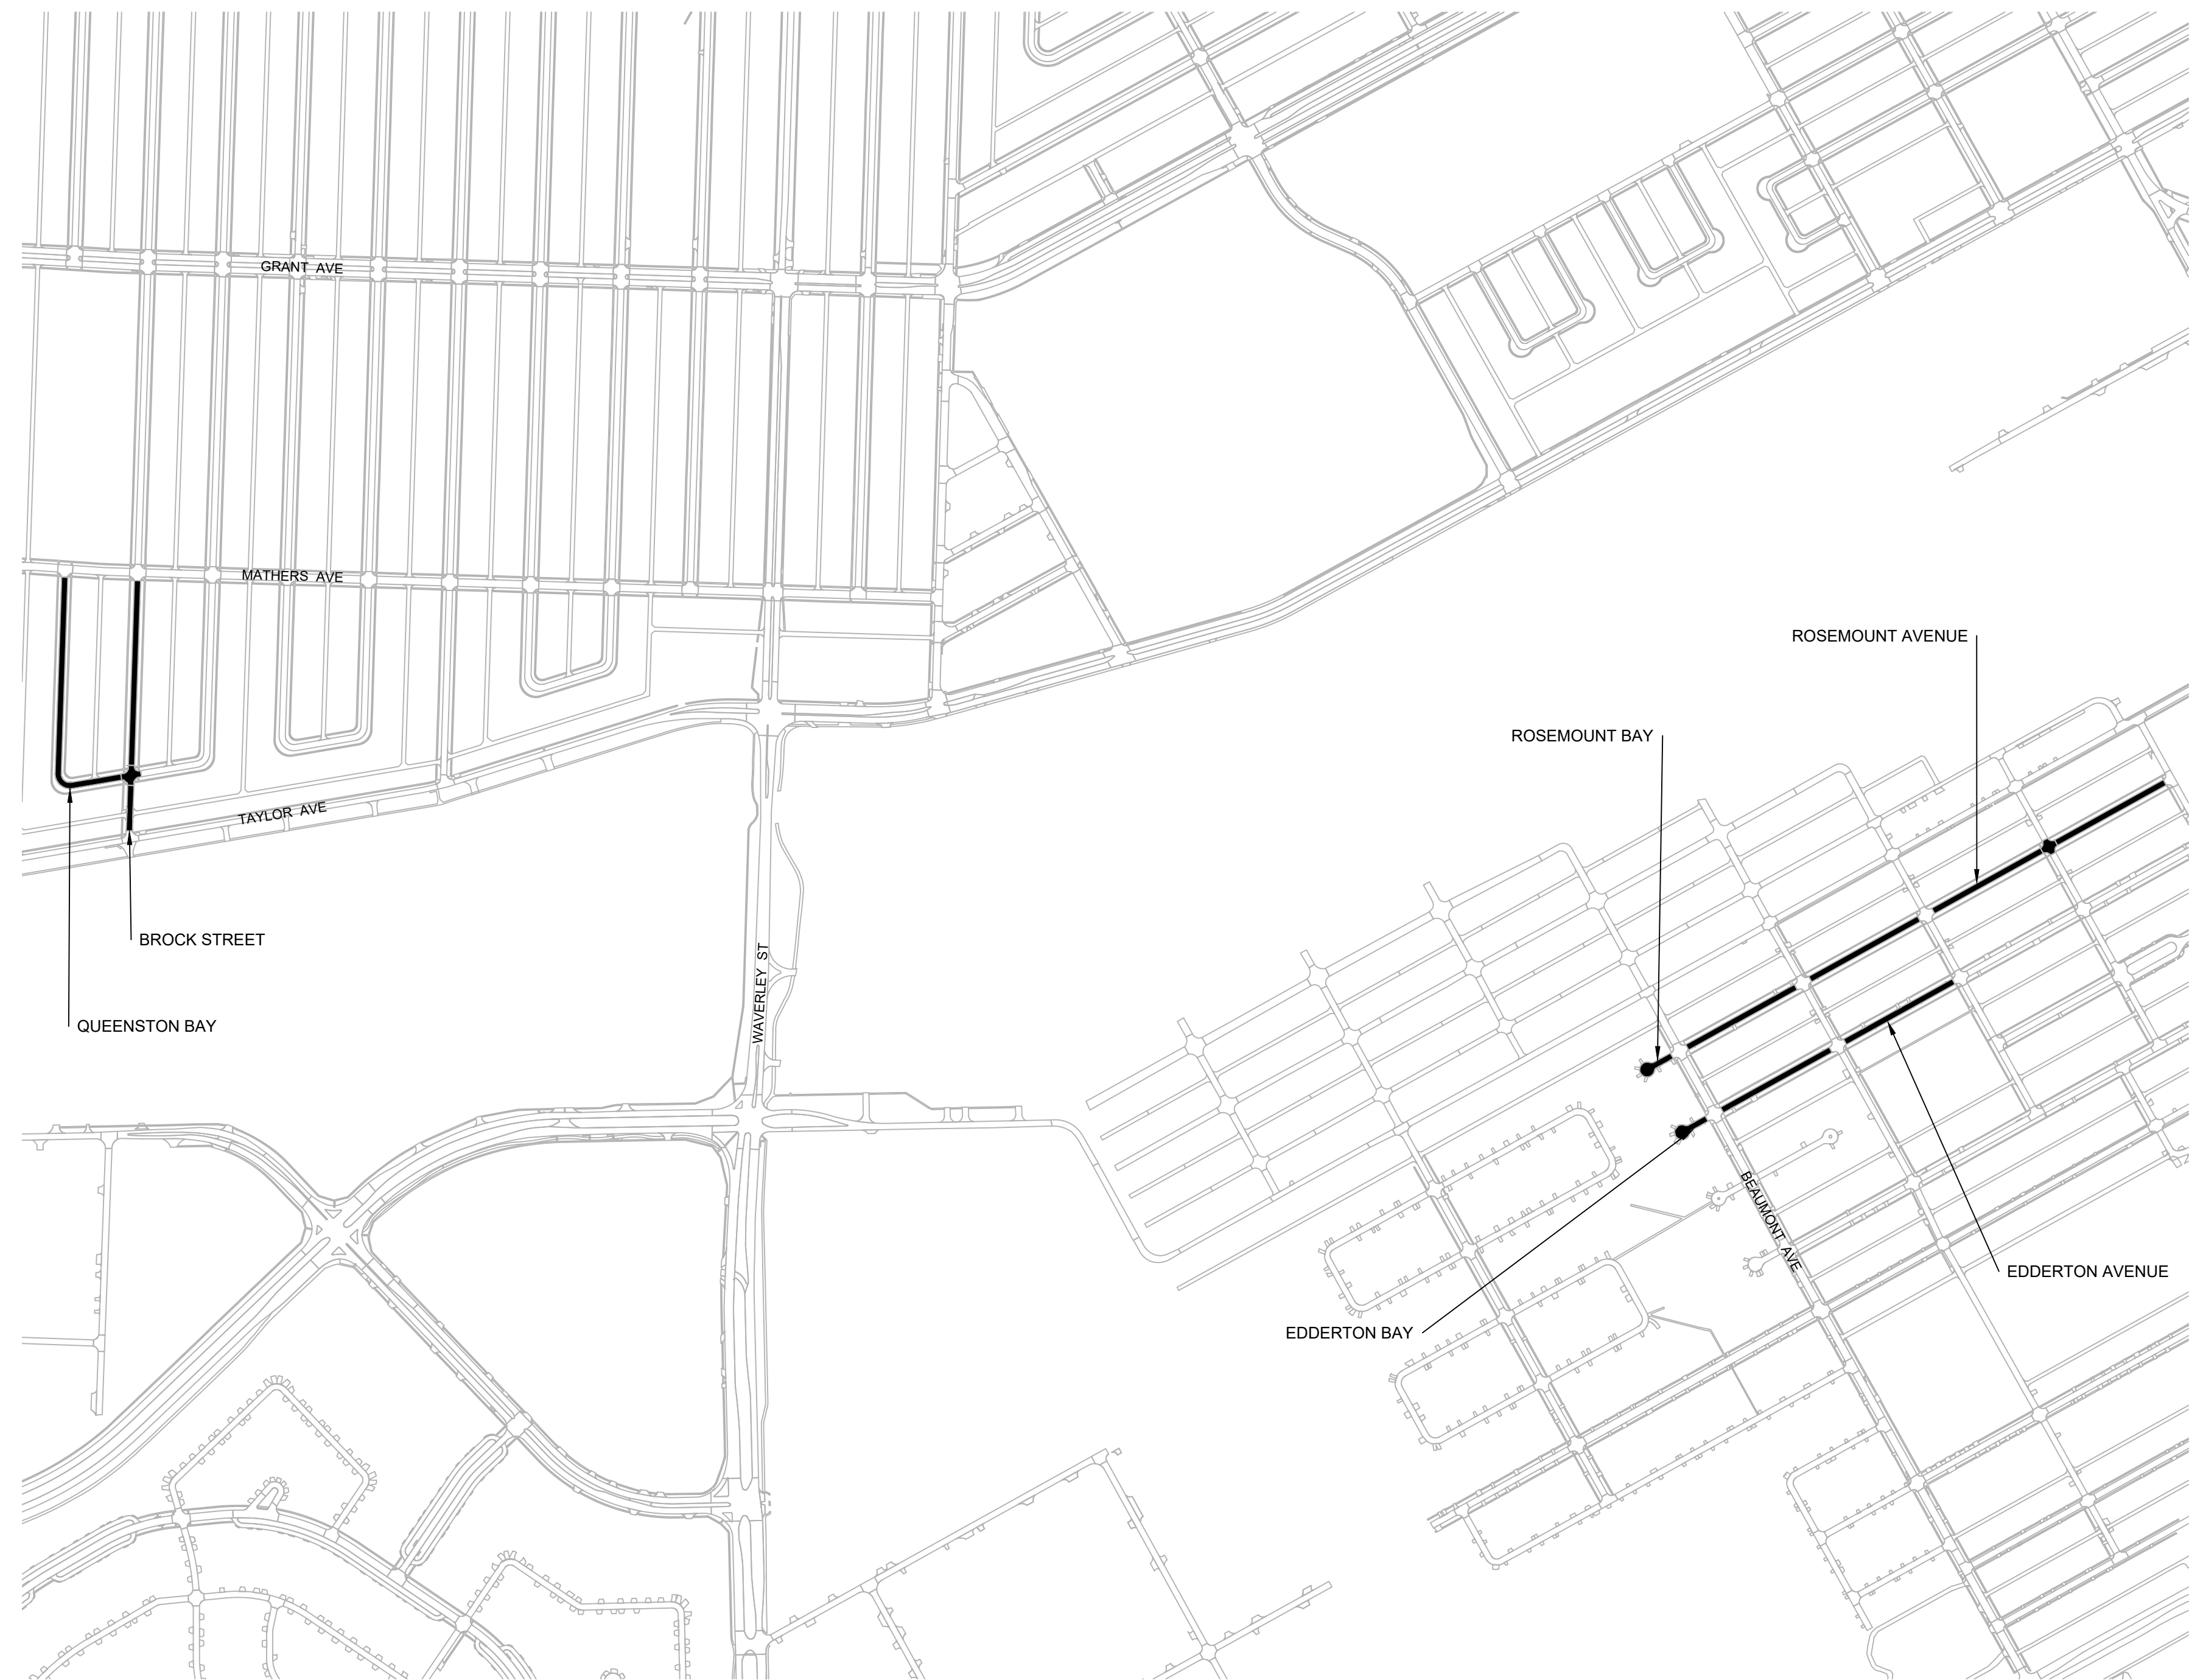 GRANT AVE
MATHERS AVE
ROSEMOUNT AVENUE
ROSEMOUNT BAY
TAYLOR AVE
BROCK STREET
WAVERLEY ST
QUEENSTON BAY
BEAUMONT AVE
EDDERTON AVENUE
EDDERTON BAY